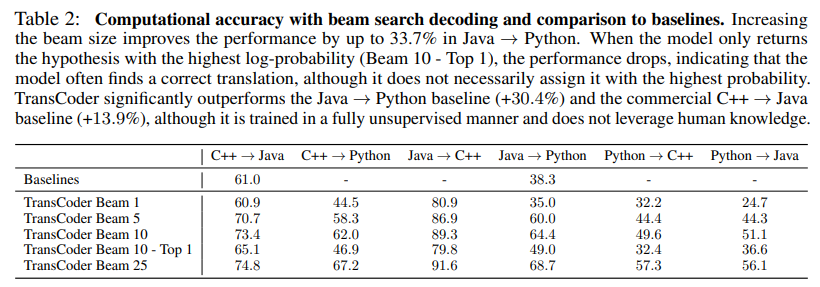 Table 2: Computational accuracy with beam search decoding and comparison to baselines. Increasing
the beam size improves the performance by up to 33.7% in Java → Python. When the model only returns
the hypothesis with the highest log-probability (Beam 10 - Top 1), the performance drops, indicating that the
model often finds a correct translation, although it does not necessarily assign it with the highest probability.
TransCoder significantly outperforms the Java → Python baseline (+30.4%) and the commercial C++ → Java
baseline (+13.9%), although it is trained in a fully unsupervised manner and does not leverage human knowledge.
C++ → Java C++ → Python Java → C++ Java → Python Python → C++ Python → Java
Baselines 61.0 - - 38.3 - -
TransCoder Beam 1 60.9 44.5 80.9 35.0 32.2 24.7
TransCoder Beam 5 70.7 58.3 86.9 60.0 44.4 44.3
TransCoder Beam 10 73.4 62.0 89.3 64.4 49.6 51.1
TransCoder Beam 10 - Top 1 65.1 46.9 79.8 49.0 32.4 36.6
TransCoder Beam 25 74.8 67.2 91.6 68.7 57.3 56.1